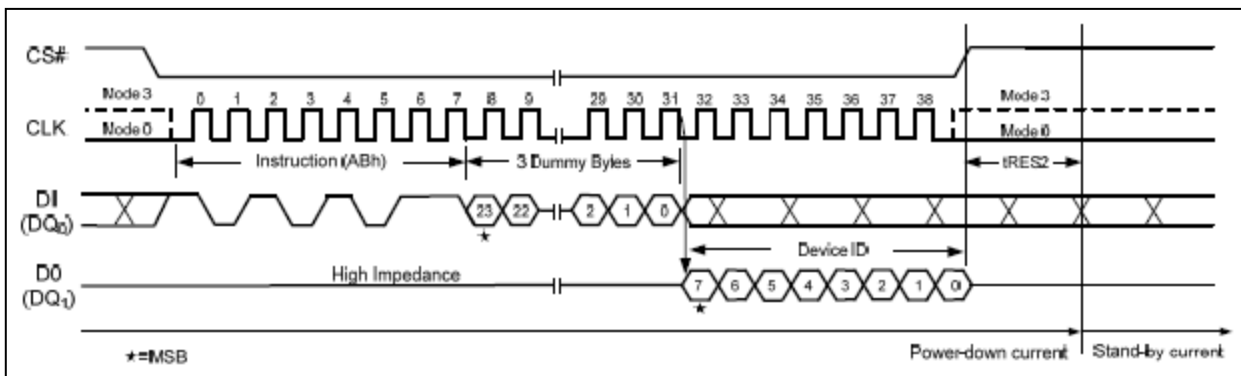 CS#
Mode 3
0 1 2 3 4 5 6 7 8 9 29 30 31 32 33 34 35 36 37 38
Mode 3
CLK
Mode 0
Mode 0
Instruction (ABh)
3 Dummy Bytes
tRES2
DI
(DQ0)
23 22 2 1 0
Device ID
High Impedance
DO
(DQ1)
7 6 5 4 3 2 1 0
★
★
★=MSB
Power-down current
Stand-by current